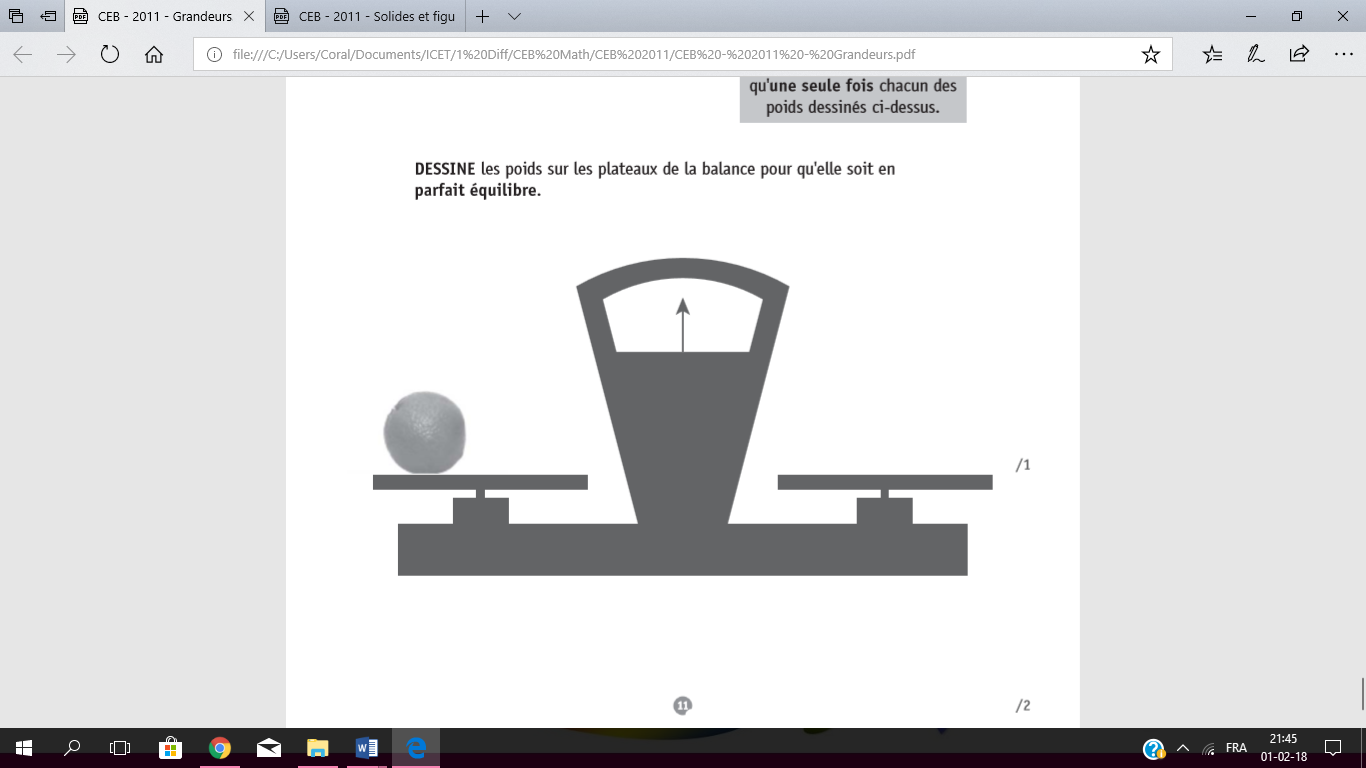 CEB - 2011 - Grandeurs
CEB - 2011 - Solides et figu
file:///C:/Users/Coral/Documents/ICET/1%20Diff/CEB%20Math/CEB%202011/CEB%20-%202011%20-%20Grandeurs.pdf
qu'une seule fois chacun des
poids dessinés ci-dessus.
DESSINE les poids sur les plateaux de la balance pour qu'elle soit en
parfait équilibre.
/1
11
/2
FRA
21:45
01-02-18